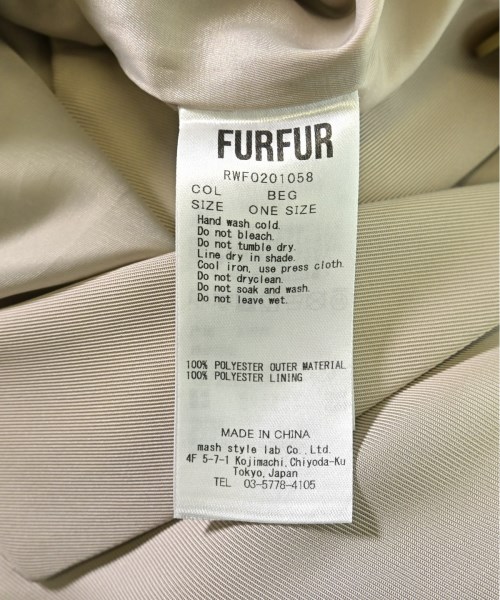 FURFUR
RWF0201058
COL BEG
SIZE ONE SIZE
Hand wash cold.
Do not bleach.
Do not tumble dry.
Line dry in shade.
Cool iron, use press cloth.
Do not dryclean.
Do not soak and wash.
Do not leave wet.
100% POLYESTER OUTER MATERIAL
100% POLYESTER LINING
MADE IN CHINA
mash style lab Co., Ltd.
4F 5-7-1 Kojimachi, Chiyoda-Ku
Tokyo, Japan
TEL 03-5778-4105